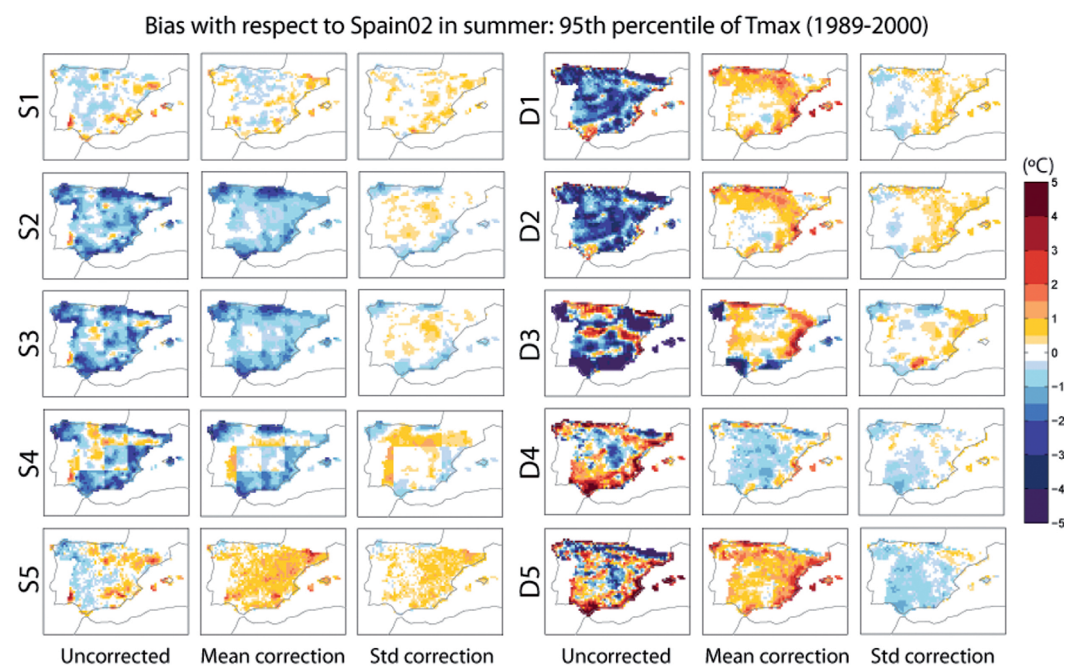 Bias with respect to Spain02 in summer: 95th percentile of Tmax (1989-2000)
S1
D1
(ºC)
5
4
3
2
1
0
−1
−2
−3
−4
−5
S2
D2
S3
D3
S4
D4
S5
D5
Uncorrected
Mean correction
Std correction
Uncorrected
Mean correction
Std correction